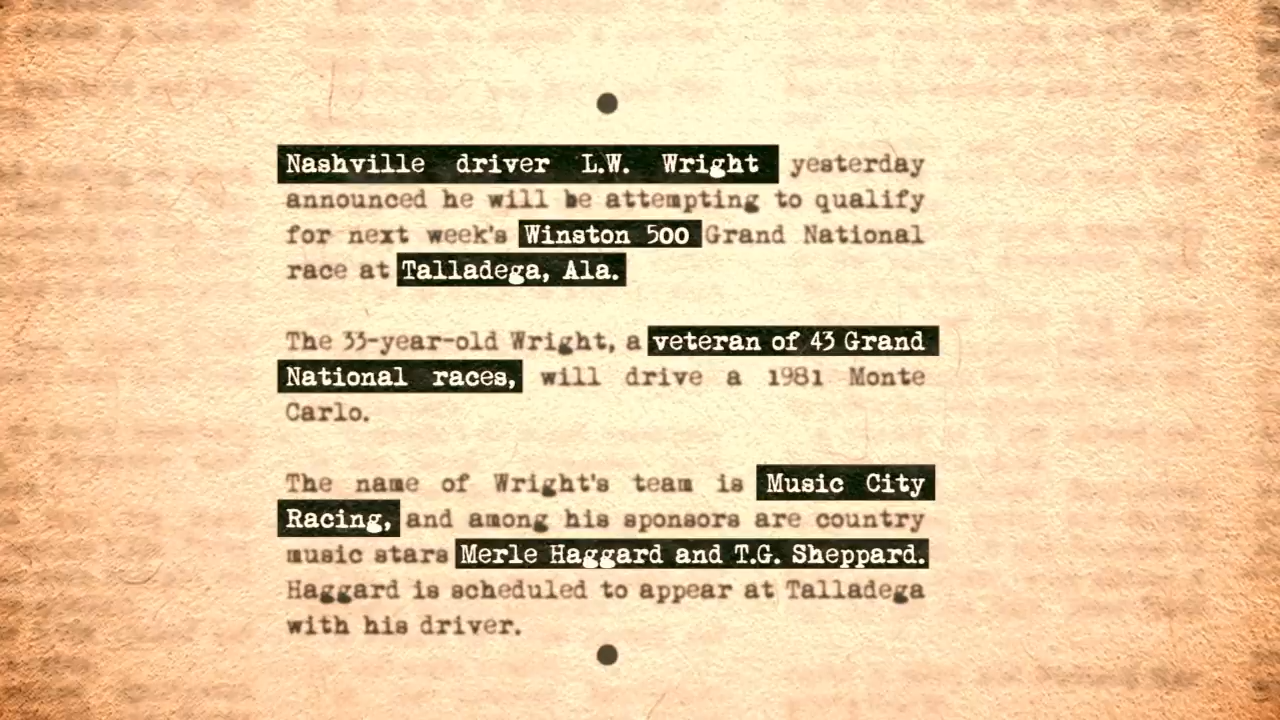 Nashville driver L.W. Wright yesterday
announced he will be attempting to qualify
for next week's Winston 500 Grand National
race at Talladega, Ala.
The 33-year-old Wright, a veteran of 43 Grand
National races, will drive a 1981 Monte
Carlo.
The name of Wright's team is Music City
Racing, and among his sponsors are country
music stars Merle Haggard and T.G. Sheppard.
Haggard is scheduled to appear at Talladega
with his driver.